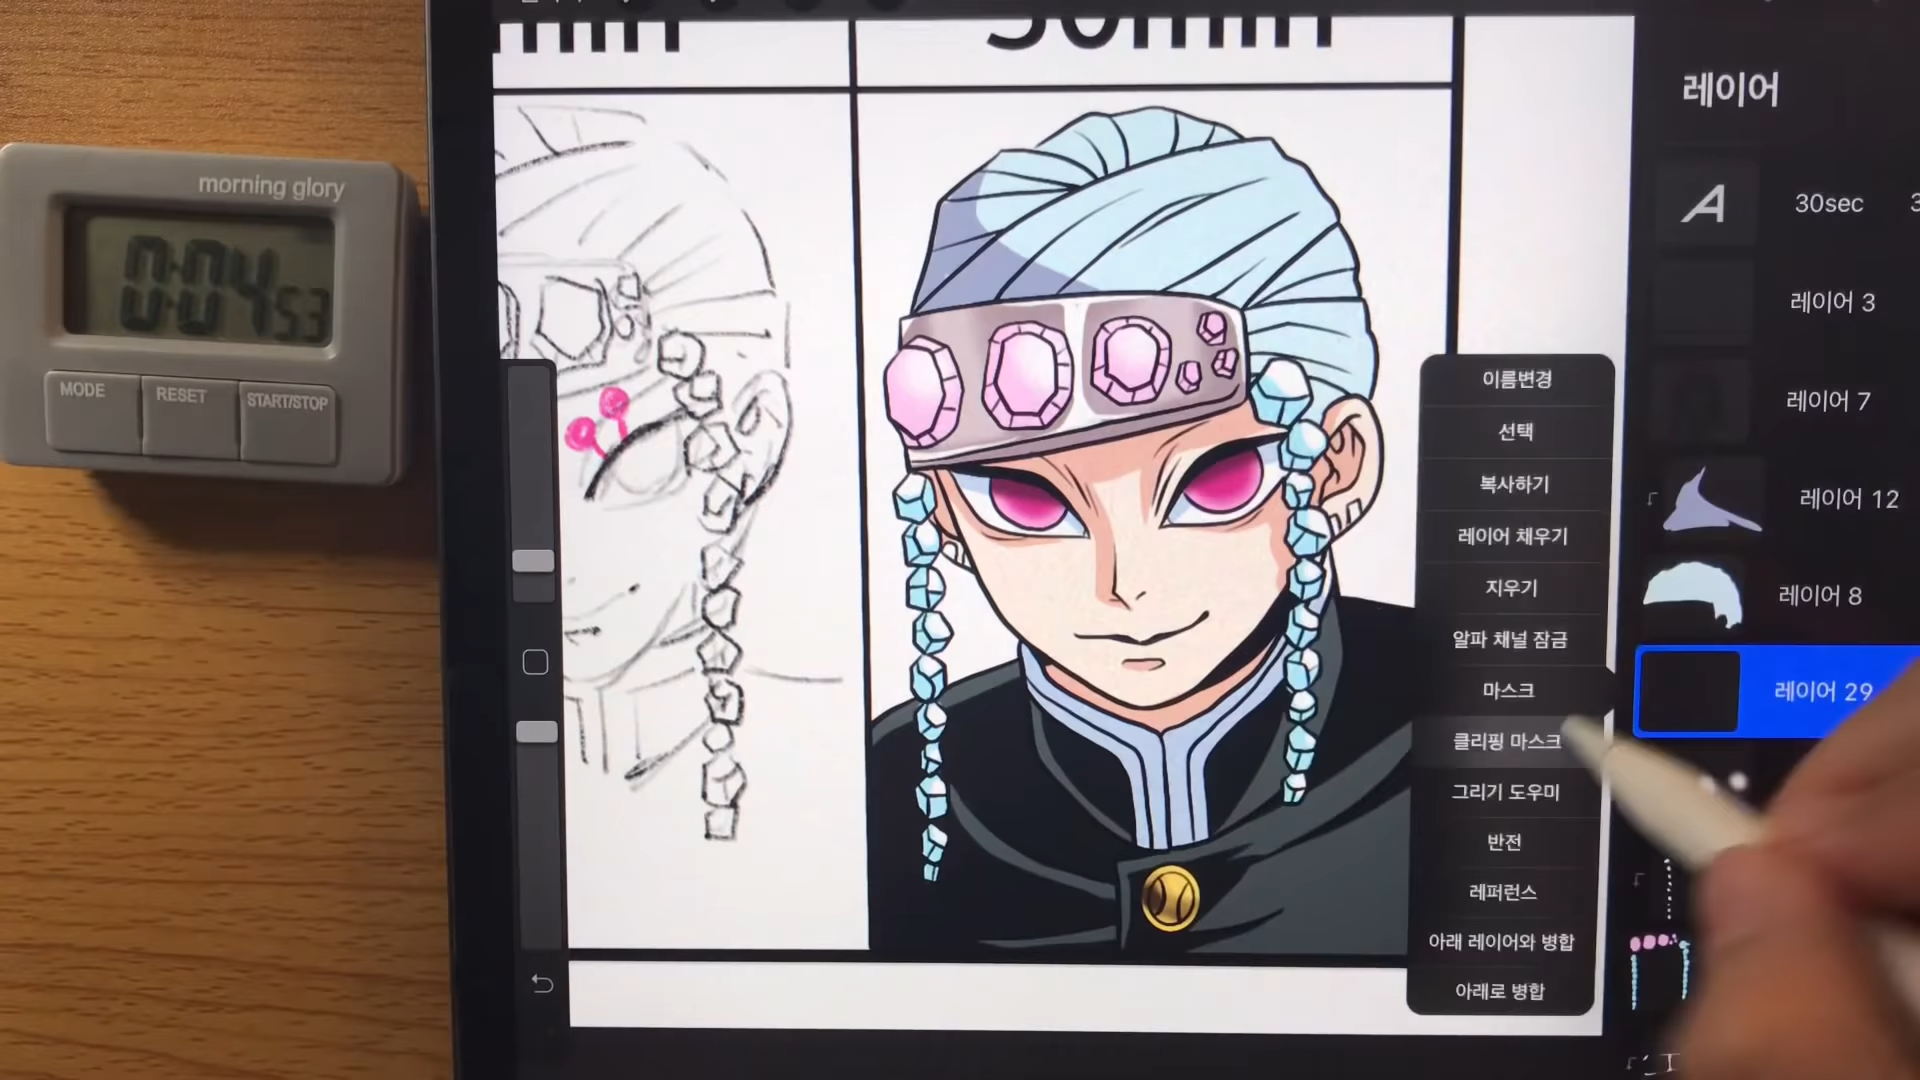 30min
morning glory
0:04 53
MODE
RESET
START/STOP
레이어
A
30sec
레이어 3
레이어 7
레이어 12
레이어 8
레이어 29
이름변경
선택
복사하기
레이어 채우기
지우기
알파 채널 잠금
마스크
클리핑 마스크
그리기 도우미
반전
레퍼런스
아래 레이어와 병합
아래로 병합